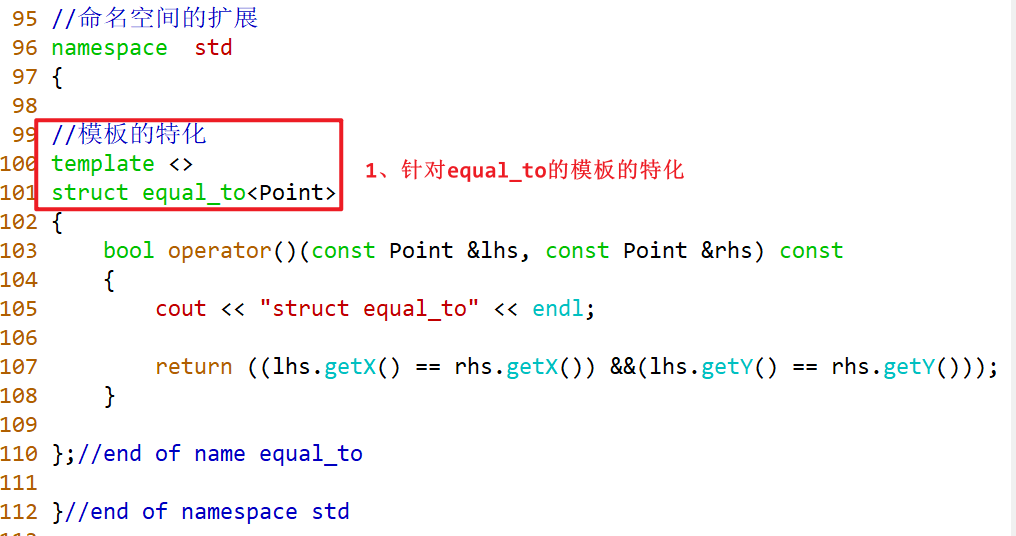 95 //命名空间的扩展
96 namespace  std
97 {
98
99 //模板的特化
100 template <>
1、针对equal_to的模板的特化
101 struct equal_to<Point>
102 {
103     bool operator()(const Point &lhs, const Point &rhs) const
104     {
105         cout << "struct equal_to" << endl;
106
107         return ((lhs.getX() == rhs.getX()) &&(lhs.getY() == rhs.getY()));
108     }
109
110 };//end of name equal_to
111
112 }//end of namespace std